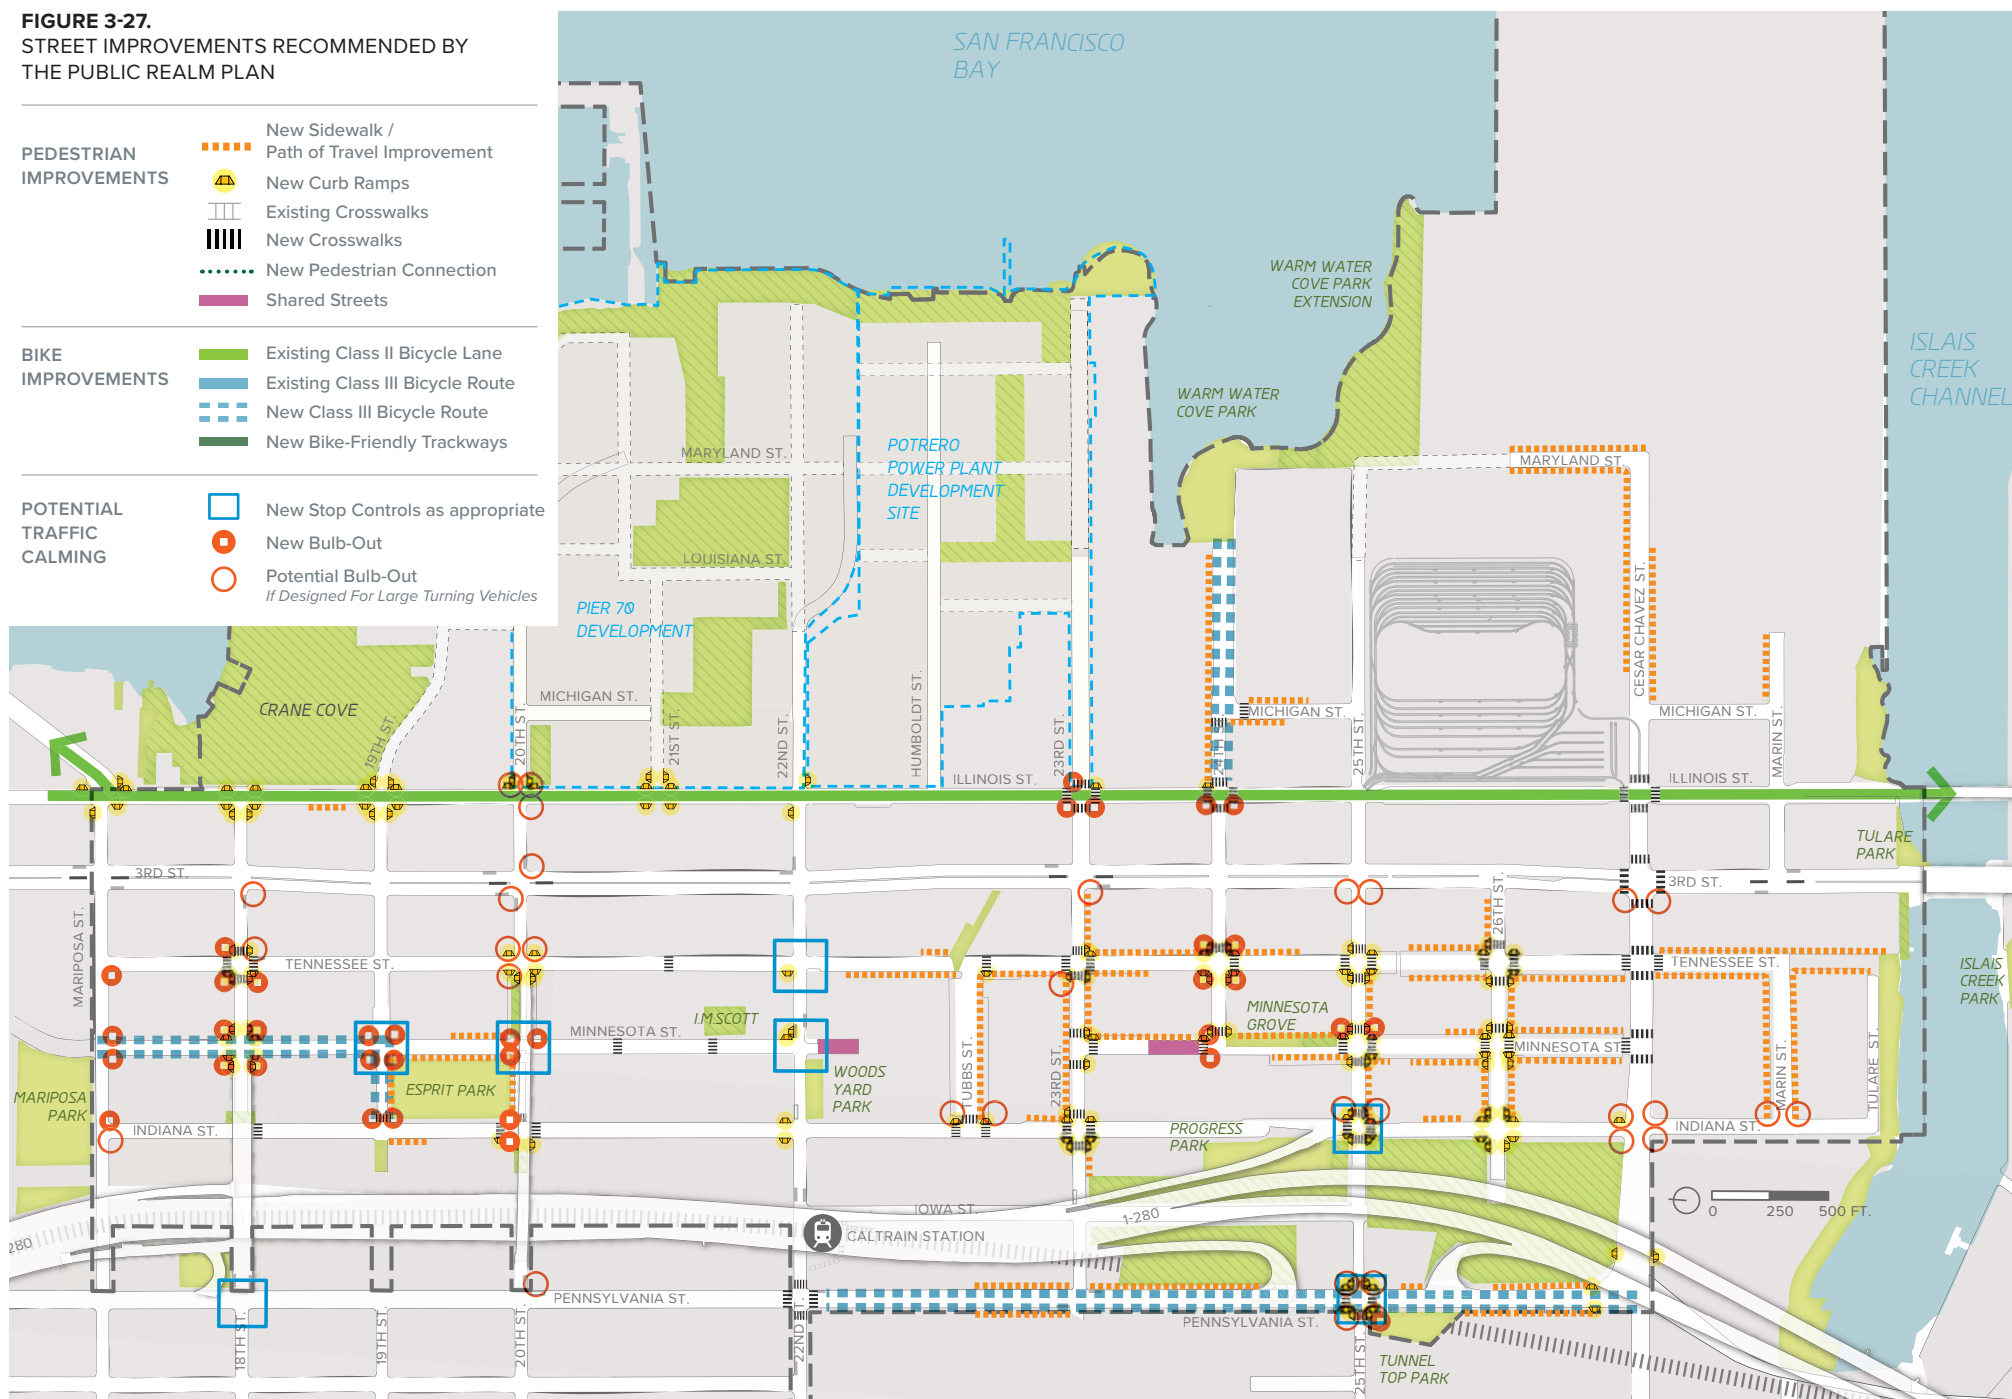 FIGURE 3-27.
STREET IMPROVEMENTS RECOMMENDED BY
THE PUBLIC REALM PLAN
PEDESTRIAN
IMPROVEMENTS
New Sidewalk /
Path of Travel Improvement
New Curb Ramps
Existing Crosswalks
New Crosswalks
New Pedestrian Connection
Shared Streets
BIKE
IMPROVEMENTS
Existing Class II Bicycle Lane
Existing Class III Bicycle Route
New Class III Bicycle Route
New Bike-Friendly Trackways
POTENTIAL
TRAFFIC
CALMING
New Stop Controls as appropriate
New Bulb-Out
Potential Bulb-Out
If Designed For Large Turning Vehicles
SAN FRANCISCO
BAY
WARM WATER
COVE PARK
EXTENSION
ISLAIS
CREEK
CHANNEL
WARM WATER
COVE PARK
MARYLAND ST.
POTRERO
POWER PLANT
DEVELOPMENT
SITE
MARYLAND ST.
LOUISIANA ST.
PIER 70
DEVELOPMENT
CESAR CHAVEZ ST.
CRANE COVE
19TH ST.
20TH ST.
MICHIGAN ST.
21ST ST.
22ND ST.
HUMBOLDT ST.
23RD ST.
24TH ST.
MICHIGAN ST.
25TH ST.
MICHIGAN ST.
MARIN ST.
ILLINOIS ST.
ILLINOIS ST.
TULARE
PARK
3RD ST.
3RD ST.
MARIPOSA ST.
26TH ST.
TENNESSEE ST.
TENNESSEE ST.
ISLAIS
CREEK
PARK
I.M.SCOTT
MINNESOTA
GROVE
MINNESOTA ST.
MINNESOTA ST.
TUBBS ST.
23RD ST.
MARIN ST.
TULARE ST.
MARIPOSA
PARK
ESPRIT PARK
WOODS
YARD
PARK
INDIANA ST.
PROGRESS
PARK
INDIANA ST.
IOWA ST.
I-280
280
CALTRAIN STATION
0 250 500 FT.
PENNSYLVANIA ST.
PENNSYLVANIA ST.
18TH ST.
19TH ST.
20TH ST.
22ND ST.
25TH ST.
TUNNEL
TOP PARK